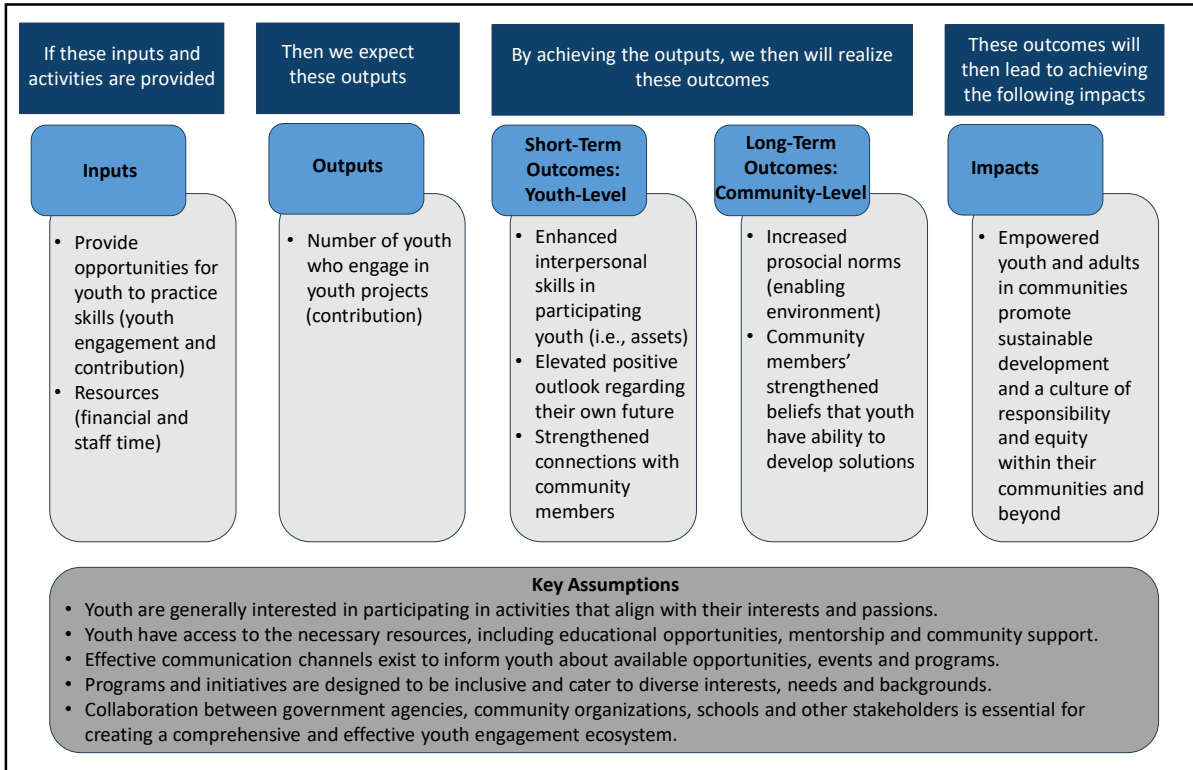 If these inputs and
activities are provided
Then we expect
these outputs
By achieving the outputs, we then will realize
these outcomes
These outcomes will
then lead to achieving
the following impacts
Inputs
• Provide
opportunities for
youth to practice
skills (youth
engagement and
contribution)
• Resources
(financial and
staff time)
Outputs
• Number of youth
who engage in
youth projects
(contribution)
Short-Term
Outcomes:
Youth-Level
• Enhanced
interpersonal
skills in
participating
youth (i.e., assets)
• Elevated positive
outlook regarding
their own future
• Strengthened
connections with
community
members
Long-Term
Outcomes:
Community-Level
• Increased
prosocial norms
(enabling
environment)
• Community
members’
strengthened
beliefs that youth
have ability to
develop solutions
Impacts
• Empowered
youth and adults
in communities
promote
sustainable
development
and a culture of
responsibility
and equity
within their
communities and
beyond
Key Assumptions
• Youth are generally interested in participating in activities that align with their interests and passions.
• Youth have access to the necessary resources, including educational opportunities, mentorship and community support.
• Effective communication channels exist to inform youth about available opportunities, events and programs.
• Programs and initiatives are designed to be inclusive and cater to diverse interests, needs and backgrounds.
• Collaboration between government agencies, community organizations, schools and other stakeholders is essential for
creating a comprehensive and effective youth engagement ecosystem.